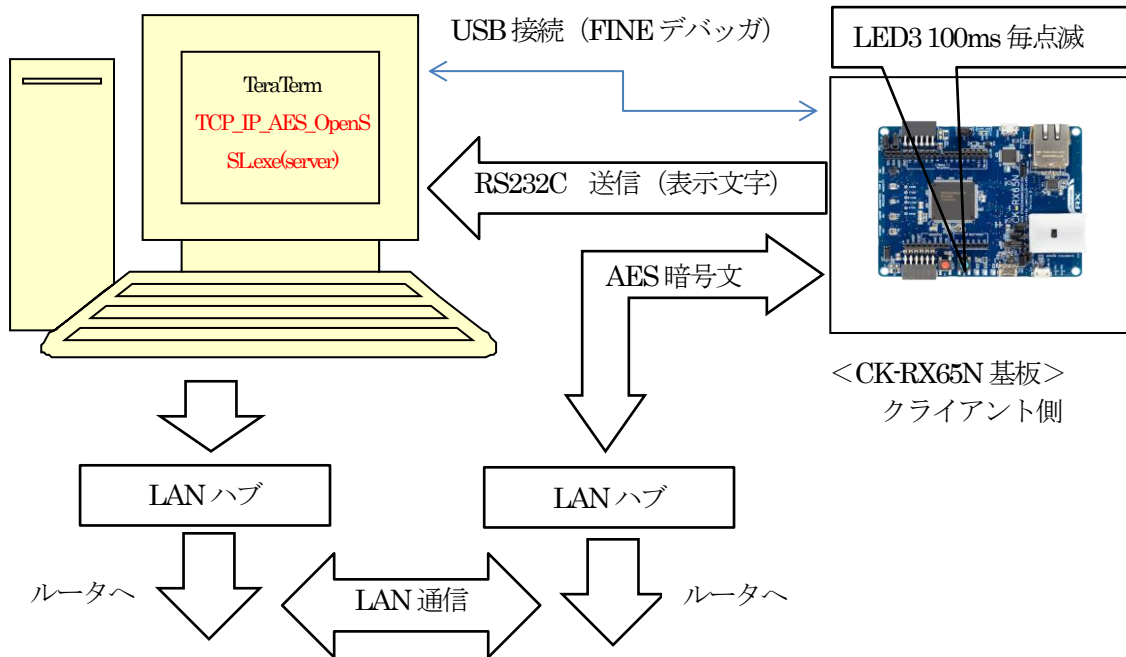 USB 接続（FINE デバッガ）
LED3 100ms 毎点滅
TeraTerm
TCP_IP_AES_OpenS
SL.exe(server)
RS232C 送信（表示文字）
CK-RX65N
AES 暗号文
＜CK-RX65N 基板＞
クライアント側
LAN ハブ
LAN ハブ
ルータへ
LAN 通信
ルータへ